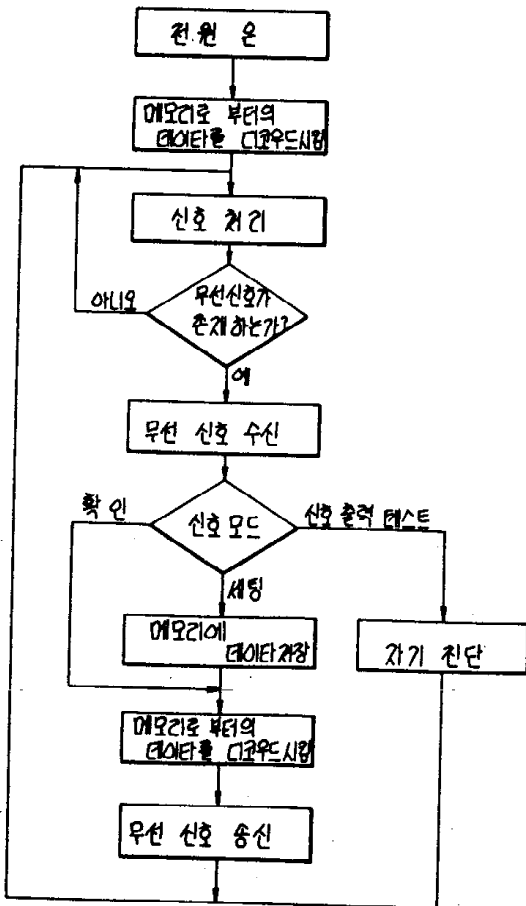 전원 온
메모리로 부터의
데이타를 디코우드시킴
신호 처리
아니오
무선신호가
존재하는가?
예
무선 신호 수신
확 인
신호모드
신호 출력 테스트
세팅
메모리에
데이타저장
자기 진단
메모리로 부터의
데이타를 디코우드시킴
무선 신호 송신